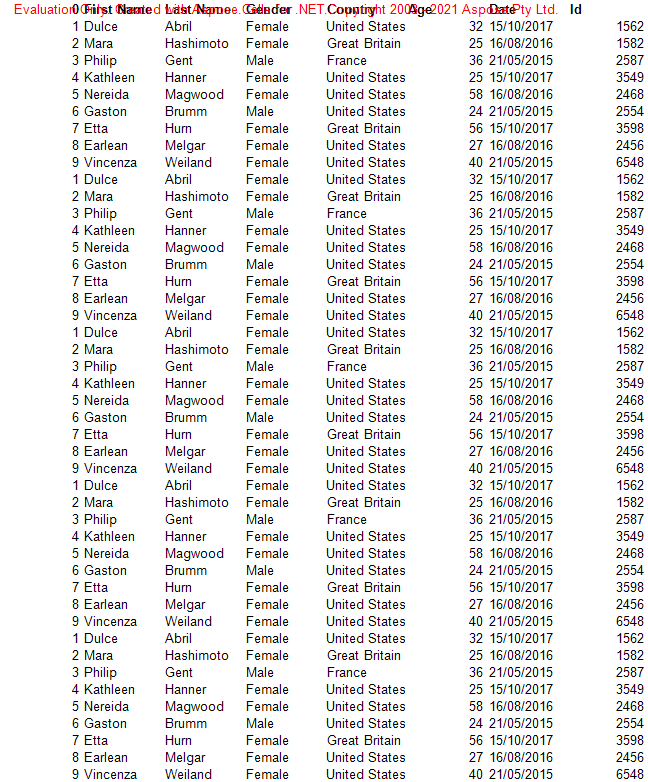 Evaluation Only. Created with Aspose.Cells for .NET. Copyright 2003 - 2021 Aspose Pty Ltd.
0 First Name Last Name Gender Country Age Date Id
1 Dulce Abril Female United States 32 15/10/2017 1562
2 Mara Hashimoto Female Great Britain 25 16/08/2016 1582
3 Philip Gent Male France 36 21/05/2015 2587
4 Kathleen Hanner Female United States 25 15/10/2017 3549
5 Nereida Magwood Female United States 58 16/08/2016 2468
6 Gaston Brumm Male United States 24 21/05/2015 2554
7 Etta Hurn Female Great Britain 56 15/10/2017 3598
8 Earlean Melgar Female United States 27 16/08/2016 2456
9 Vincenza Weiland Female United States 40 21/05/2015 6548
1 Dulce Abril Female United States 32 15/10/2017 1562
2 Mara Hashimoto Female Great Britain 25 16/08/2016 1582
3 Philip Gent Male France 36 21/05/2015 2587
4 Kathleen Hanner Female United States 25 15/10/2017 3549
5 Nereida Magwood Female United States 58 16/08/2016 2468
6 Gaston Brumm Male United States 24 21/05/2015 2554
7 Etta Hurn Female Great Britain 56 15/10/2017 3598
8 Earlean Melgar Female United States 27 16/08/2016 2456
9 Vincenza Weiland Female United States 40 21/05/2015 6548
1 Dulce Abril Female United States 32 15/10/2017 1562
2 Mara Hashimoto Female Great Britain 25 16/08/2016 1582
3 Philip Gent Male France 36 21/05/2015 2587
4 Kathleen Hanner Female United States 25 15/10/2017 3549
5 Nereida Magwood Female United States 58 16/08/2016 2468
6 Gaston Brumm Male United States 24 21/05/2015 2554
7 Etta Hurn Female Great Britain 56 15/10/2017 3598
8 Earlean Melgar Female United States 27 16/08/2016 2456
9 Vincenza Weiland Female United States 40 21/05/2015 6548
1 Dulce Abril Female United States 32 15/10/2017 1562
2 Mara Hashimoto Female Great Britain 25 16/08/2016 1582
3 Philip Gent Male France 36 21/05/2015 2587
4 Kathleen Hanner Female United States 25 15/10/2017 3549
5 Nereida Magwood Female United States 58 16/08/2016 2468
6 Gaston Brumm Male United States 24 21/05/2015 2554
7 Etta Hurn Female Great Britain 56 15/10/2017 3598
8 Earlean Melgar Female United States 27 16/08/2016 2456
9 Vincenza Weiland Female United States 40 21/05/2015 6548
1 Dulce Abril Female United States 32 15/10/2017 1562
2 Mara Hashimoto Female Great Britain 25 16/08/2016 1582
3 Philip Gent Male France 36 21/05/2015 2587
4 Kathleen Hanner Female United States 25 15/10/2017 3549
5 Nereida Magwood Female United States 58 16/08/2016 2468
6 Gaston Brumm Male United States 24 21/05/2015 2554
7 Etta Hurn Female Great Britain 56 15/10/2017 3598
8 Earlean Melgar Female United States 27 16/08/2016 2456
9 Vincenza Weiland Female United States 40 21/05/2015 6548